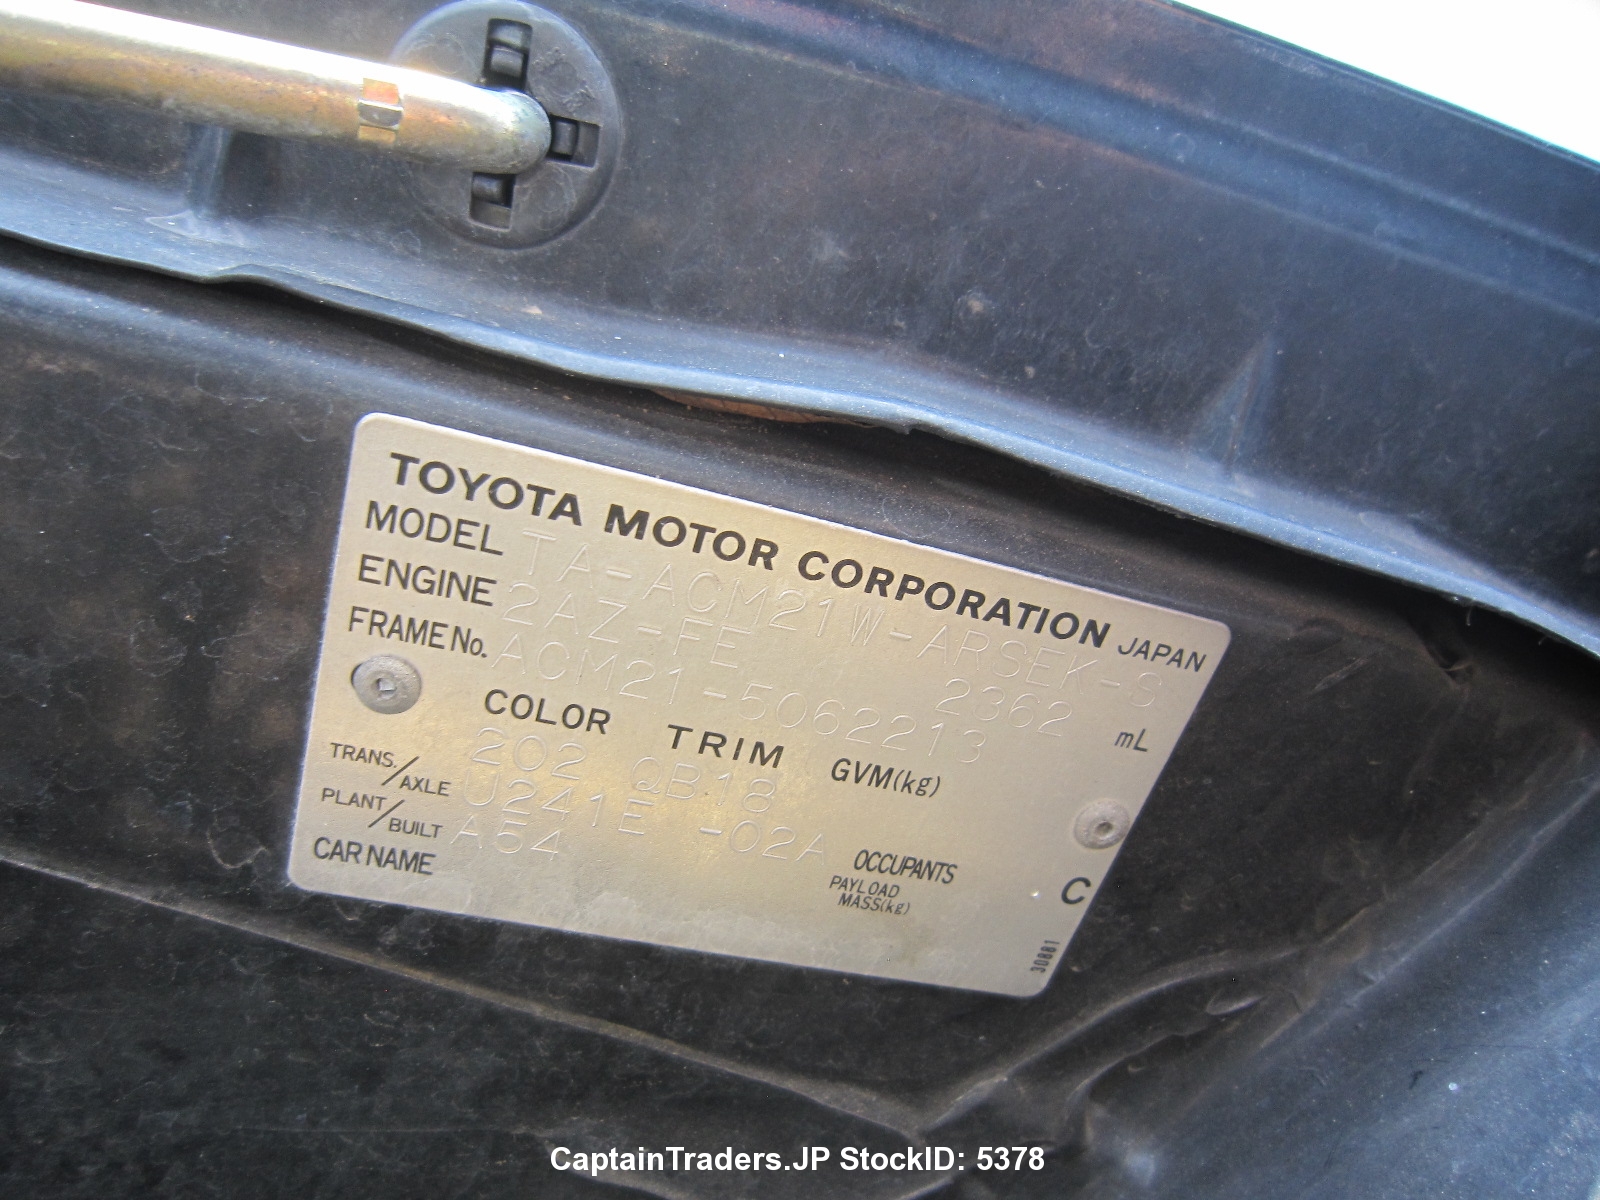 TOYOTA MOTOR CORPORATION JAPAN
MODEL TA-ACM21W-ARSEK-S
ENGINE 2AZ-FE 2362 mL
FRAME No. ACM21-5062213
COLOR TRIM GVM(kg)
202 QB18
TRANS./AXLE U241E -02A
PLANT/BUILT A54
OCCUPANTS
CAR NAME
PAYLOAD
MASS(kg)
C
30881
CaptainTraders.JP StockID: 5378